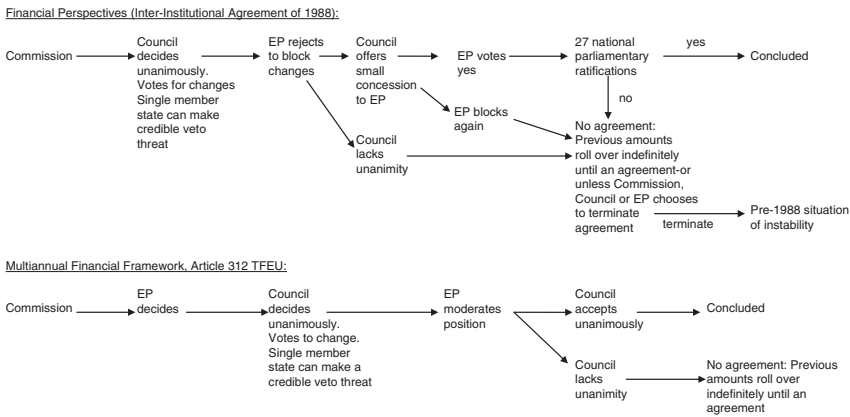 Financial Perspectives (Inter-Institutional Agreement of 1988):
Commission
Council
decides
unanimously.
Votes for changes
Single member
state can make
credible veto
threat
EP rejects
to block
changes
Council
offers
small
concession
to EP
EP votes
yes
27 national
parliamentary
ratifications
yes
Concluded
no
EP blocks
again
Council
lacks
unanimity
No agreement:
Previous amounts
roll over indefinitely
until an agreement-or
unless Commission,
Council or EP chooses
to terminate
agreement
terminate
Pre-1988 situation
of instability
Multiannual Financial Framework, Article 312 TFEU:
Commission
EP
decides
Council
decides
unanimously.
Votes to change.
Single member
state can make a
credible veto threat
EP
moderates
position
Council
accepts
unanimously
Concluded
Council
lacks
unanimity
No agreement: Previous
amounts roll over
indefinitely until an
agreement